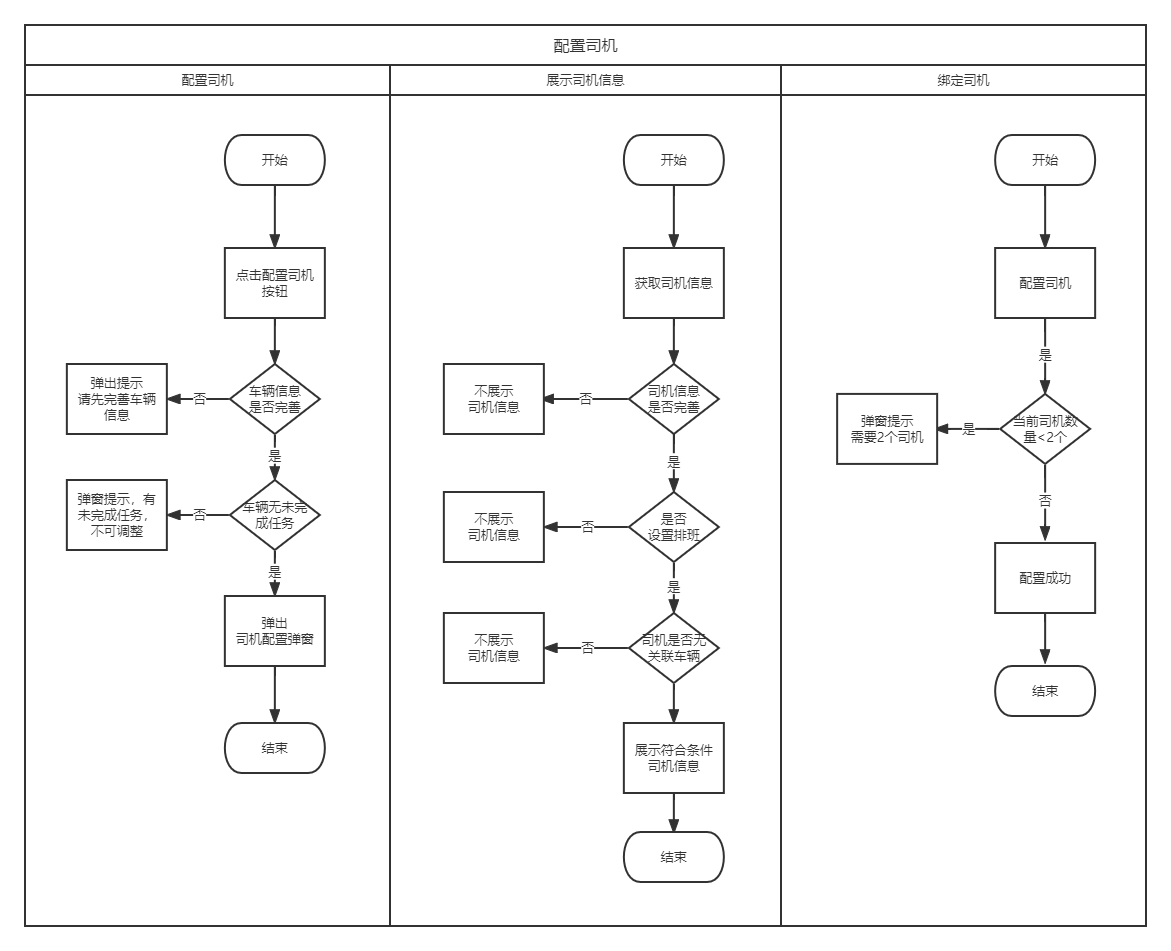 配置司机
配置司机
展示司机信息
绑定司机
开始
点击配置司机
按钮
车辆信息
是否完善
否
弹出提示
请先完善车辆
信息
是
车辆无未完
成任务
否
弹窗提示，有
未完成任务，
不可调整
是
弹出
司机配置弹窗
结束
开始
获取司机信息
司机信息
是否完善
否
不展示
司机信息
是
是否
设置排班
否
不展示
司机信息
是
司机是否无
关联车辆
否
不展示
司机信息
展示符合条件
司机信息
结束
开始
配置司机
是
当前司机数
量<2个
是
弹窗提示
需要2个司机
否
配置成功
结束